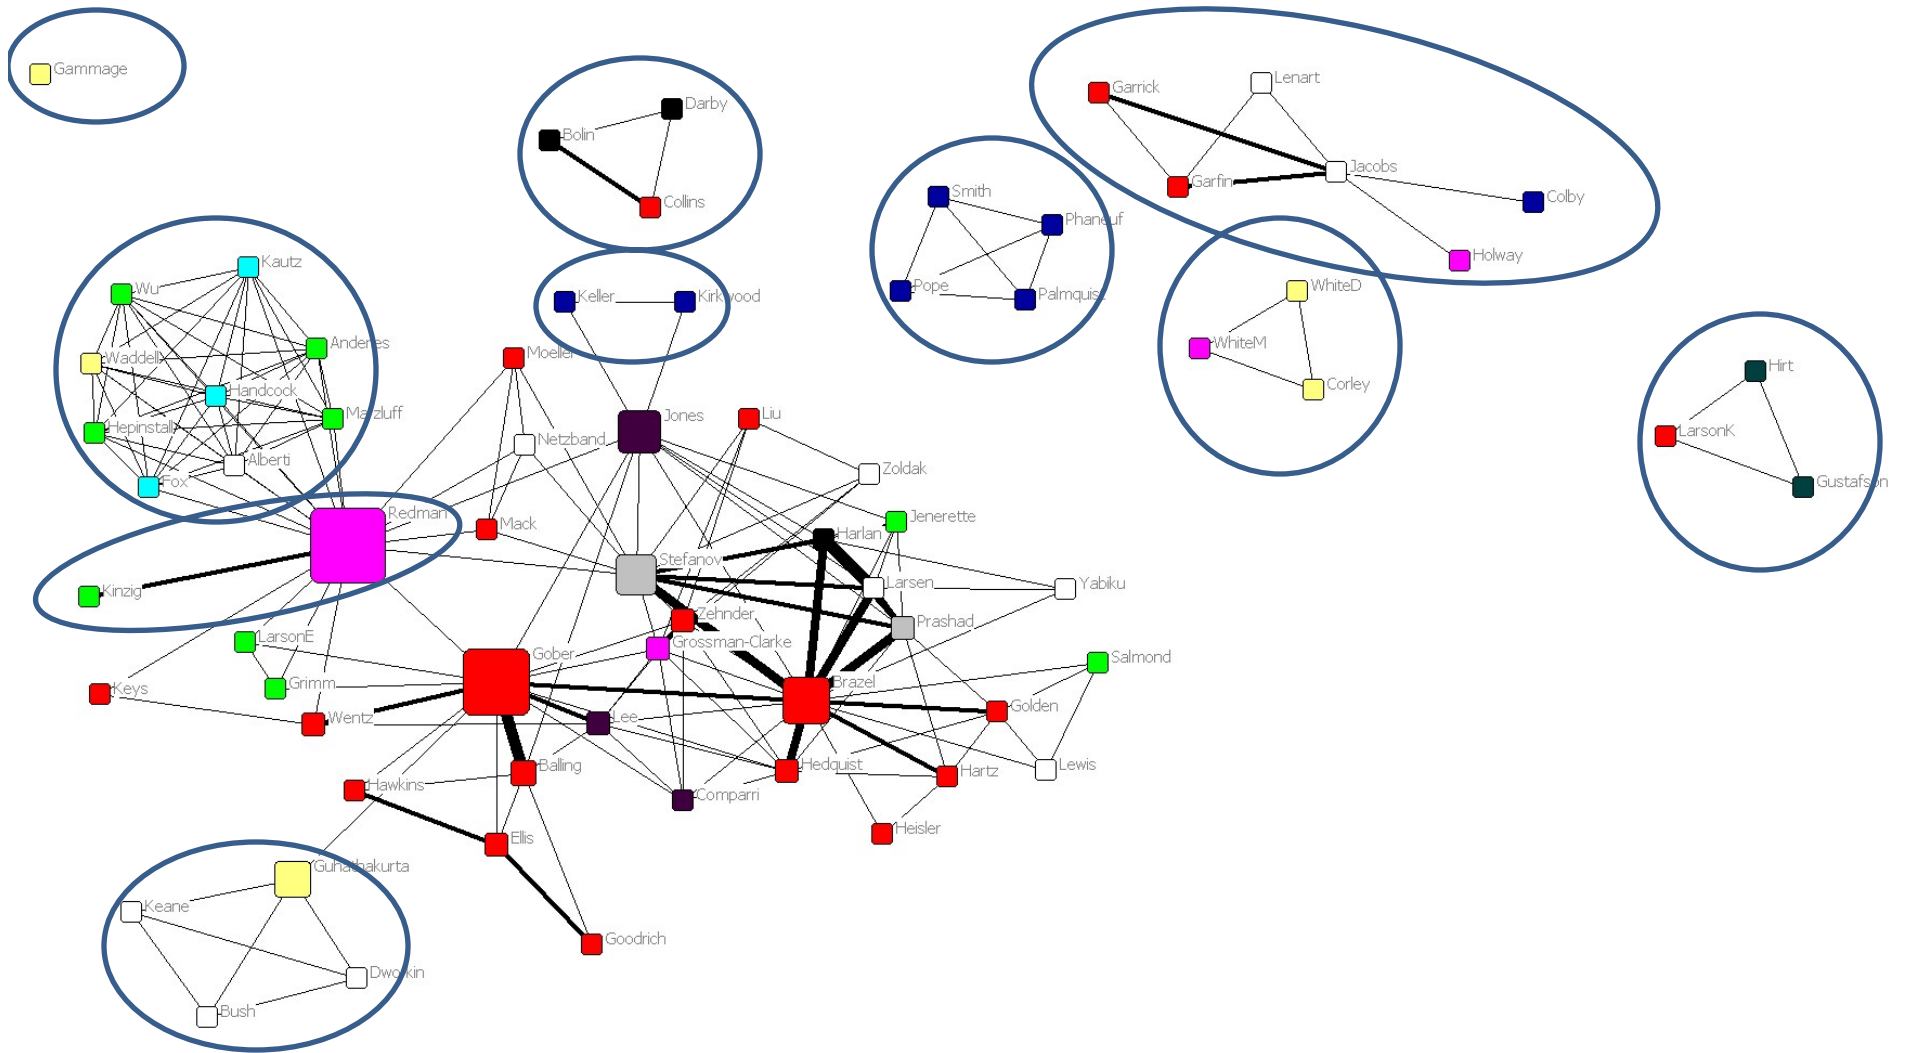 Gammage
Lenart
Garrick
Darby
Bolin
Jacobs
Garfin
Smith
Colby
Collins
Phaneuf
Holway
Kautz
Wu
Pope
Palmquist
WhiteD
Keller
Kirkwood
Anderies
WhiteM
Moeller
Waddell
Hirt
Corley
Handcock
Marzluff
Jones
Liu
Hepinstall
LarsonK
Netzband
Alberti
Zoldak
Fox
Gustafson
Redman
Mack
Jenerette
Harlan
Stefanov
Larsen
Yabiku
Kinzig
Zehnder
Prashad
LarsonE
Grossman-Clarke
Gober
Salmond
Grimm
Brazel
Keys
Golden
Wentz
Lee
Balling
Hedquist
Lewis
Hartz
Hawkins
Comparri
Heisler
Ellis
Guhathakurta
Keane
Goodrich
Dworkin
Bush